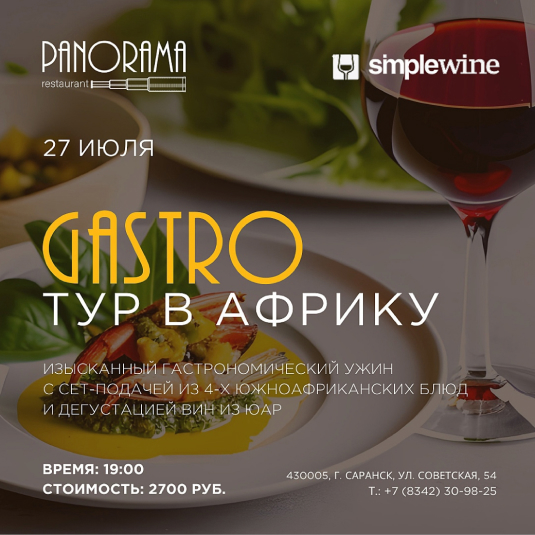 PANORAMA
restaurant
simplewine
27 ИЮЛЯ
GASTRO
ТУР В АФРИКУ
ИЗЫСКАННЫЙ ГАСТРОНОМИЧЕСКИЙ УЖИН
С СЕТ-ПОДАЧЕЙ ИЗ 4-Х ЮЖНОАФРИКАНСКИХ БЛЮД
И ДЕГУСТАЦИЕЙ ВИН ИЗ ЮАР
ВРЕМЯ: 19:00
СТОИМОСТЬ: 2700 РУБ.
430005, Г. САРАНСК, УЛ. СОВЕТСКАЯ, 54
Т.: +7 (8342) 30-98-25